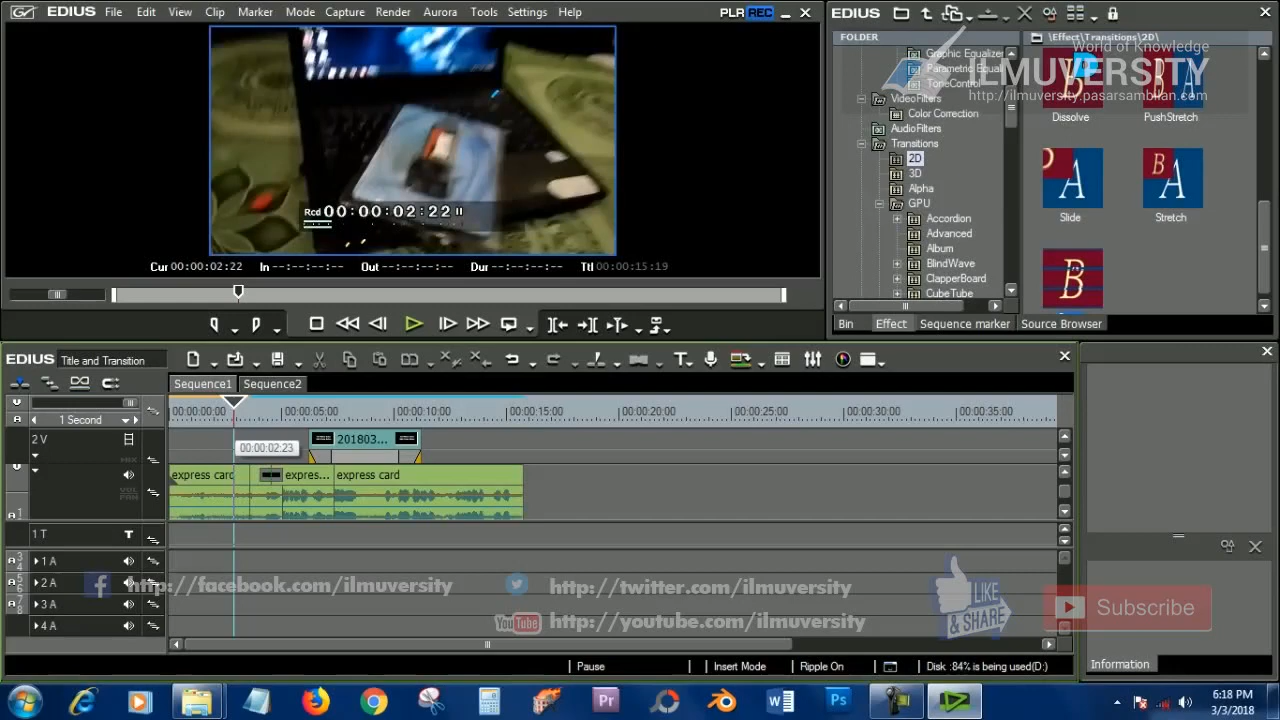 EDIUS File Edit View Clip Marker Mode Capture Render Aurora Tools Settings Help PLR REC
Rcd 00:00:02:22
Cur 00:00:02:22 In --:--:--:-- Out --:--:--:-- Dur --:--:--:-- Ttl 00:00:15:19
EDIUS
FOLDER
\Effect\Transitions\2D\
World of Knowledge
ILMUVERSITY
http://ilmuversity.pasarsambilan.com
Graphic Equalizer
Parametric Equal
ToneControl
VideoFilters
Color Correction
AudioFilters
Transitions
2D
3D
Alpha
GPU
Accordion
Advanced
Album
BlindWave
ClapperBoard
CubeTube
Dissolve PushStretch
Slide Stretch
Bin Effect Sequence marker Source Browser
EDIUS Title and Transition
Sequence1 Sequence2
1 Second
00:00:00:00 00:00:05:00 00:00:10:00 00:00:15:00 00:00:20:00 00:00:25:00 00:00:30:00 00:00:35:00
2 V
201803...
00:00:02:23
express card expres... express card
1 T
1 A
2 A
3 A
4 A
http://facebook.com/ilmuversity
http://twitter.com/ilmuversity
YouTube http://youtube.com/ilmuversity
LIKE
& SHARE
Subscribe
Information
Pause Insert Mode Ripple On Disk :84% is being used(D:)
Pr
W
Ps
6:18 PM
3/3/2018